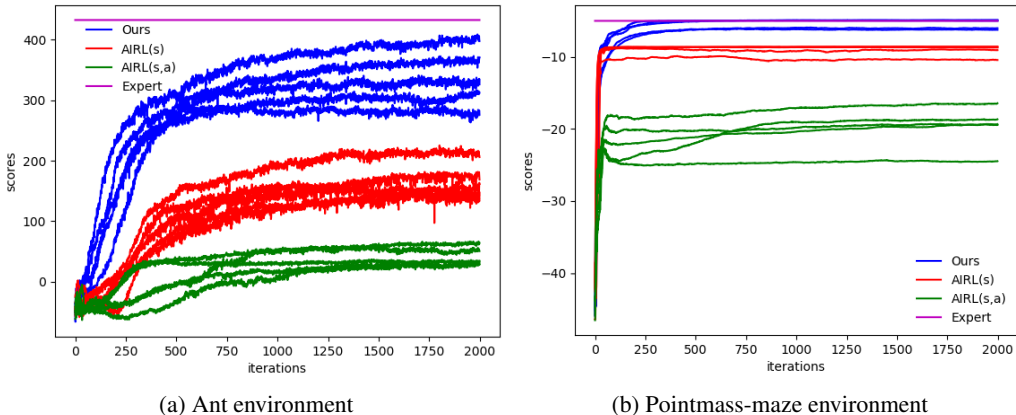 400
300
200
100
0
scores
Ours
AIRL(s)
AIRL(s,a)
Expert
0 250 500 750 1000 1250 1500 1750 2000
iterations
(a) Ant environment
−10
−20
−30
−40
scores
Ours
AIRL(s)
AIRL(s,a)
Expert
0 250 500 750 1000 1250 1500 1750 2000
iterations
(b) Pointmass-maze environment